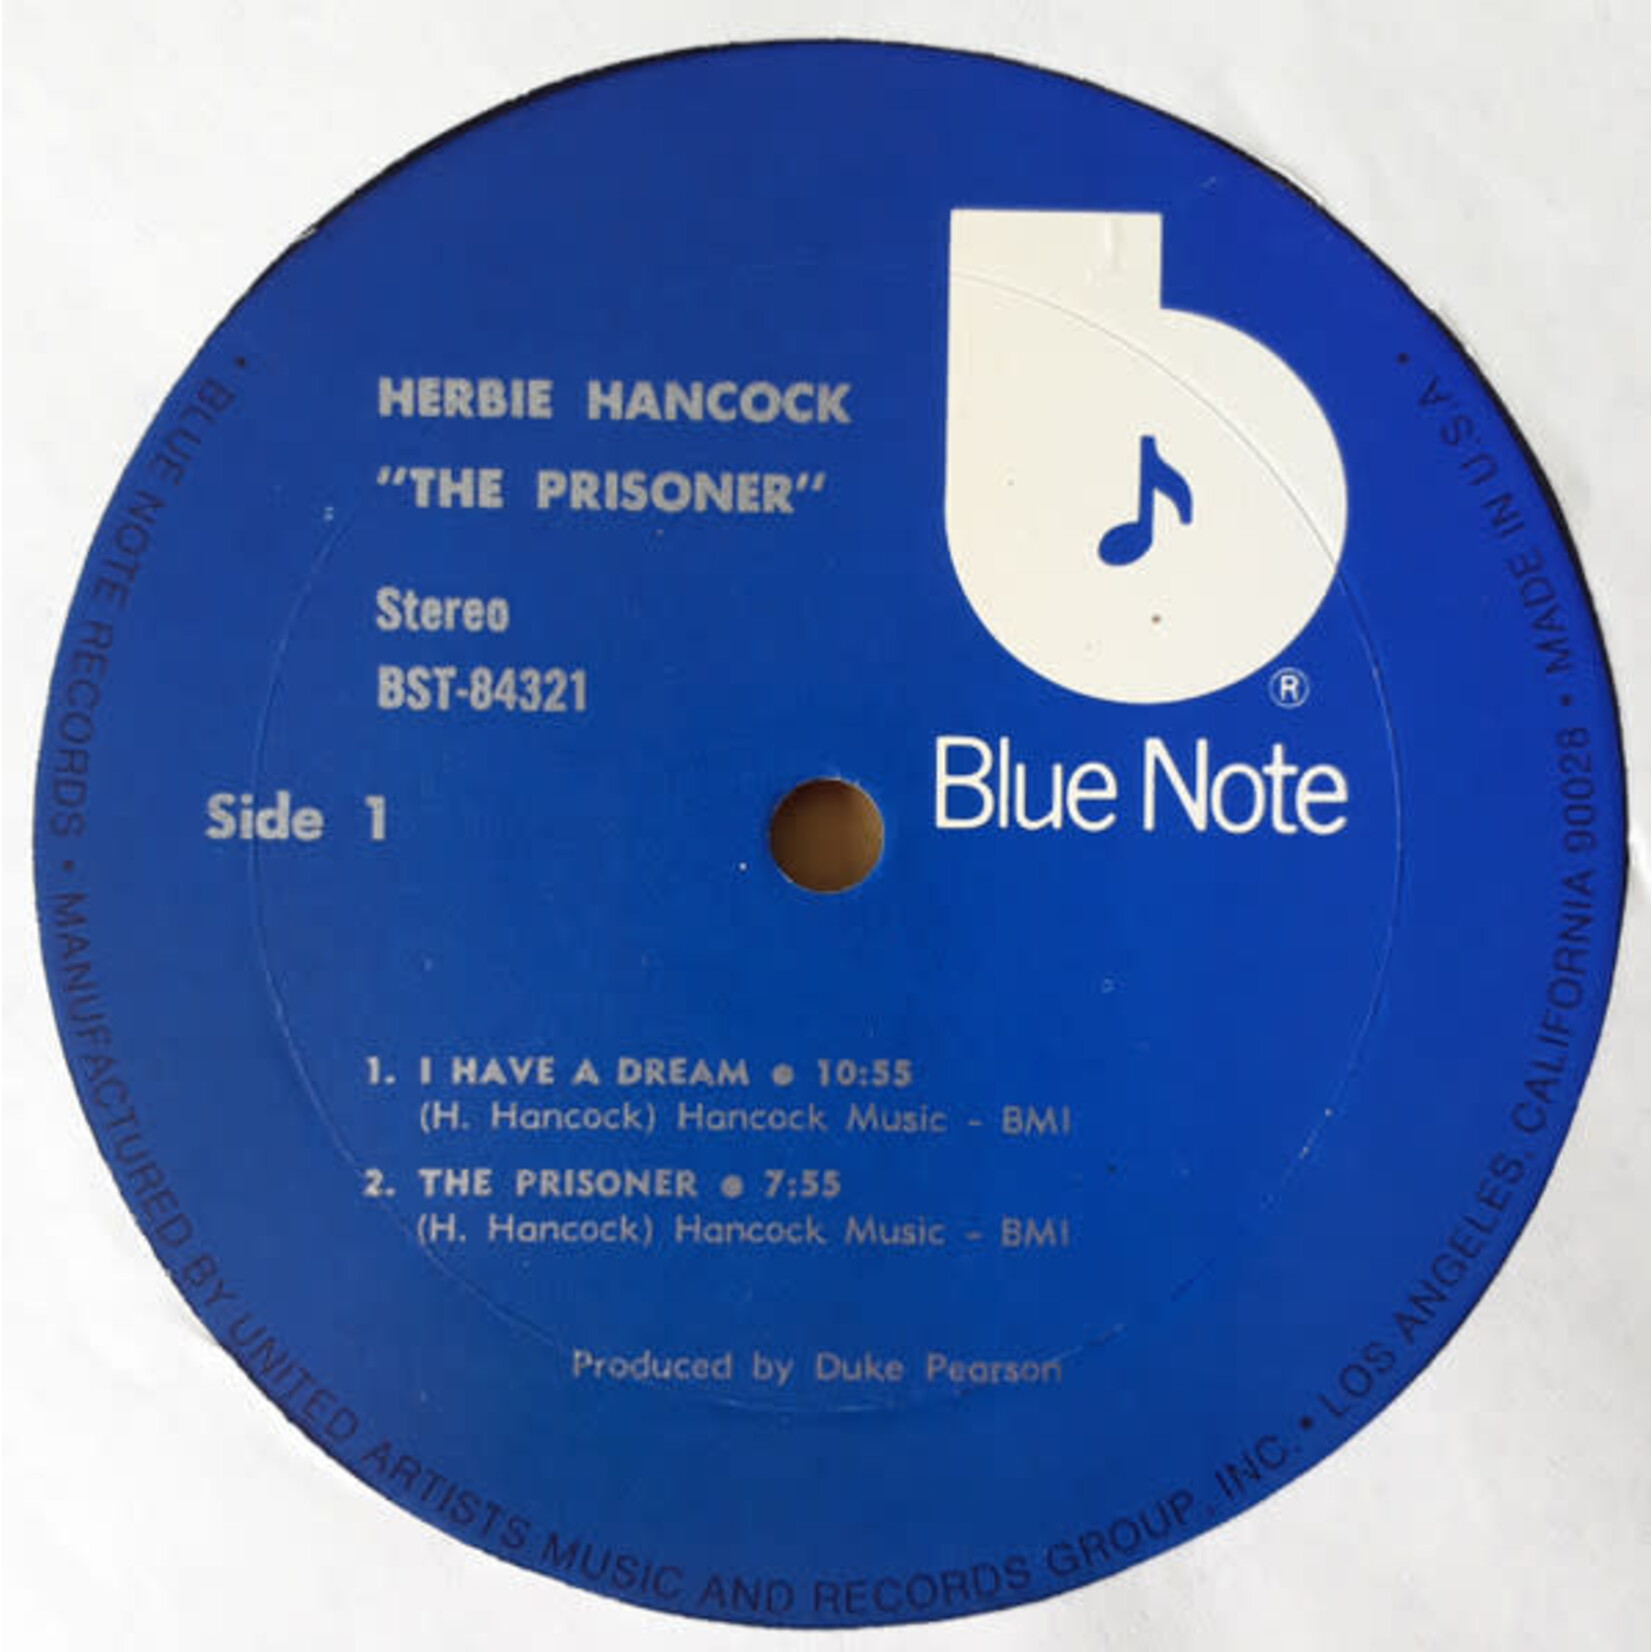 HERBIE HANCOCK
"THE PRISONER"
Stereo
BST-84321
Side 1
®
Blue Note
1. I HAVE A DREAM ● 10:55
(H. Hancock) Hancock Music - BMI
2. THE PRISONER ● 7:55
(H. Hancock) Hancock Music - BMI
Produced by Duke Pearson
• BLUE NOTE RECORDS • MANUFACTURED BY UNITED ARTISTS MUSIC AND RECORDS GROUP, INC. • LOS ANGELES, CALIFORNIA 90028 • MADE IN U.S.A. •